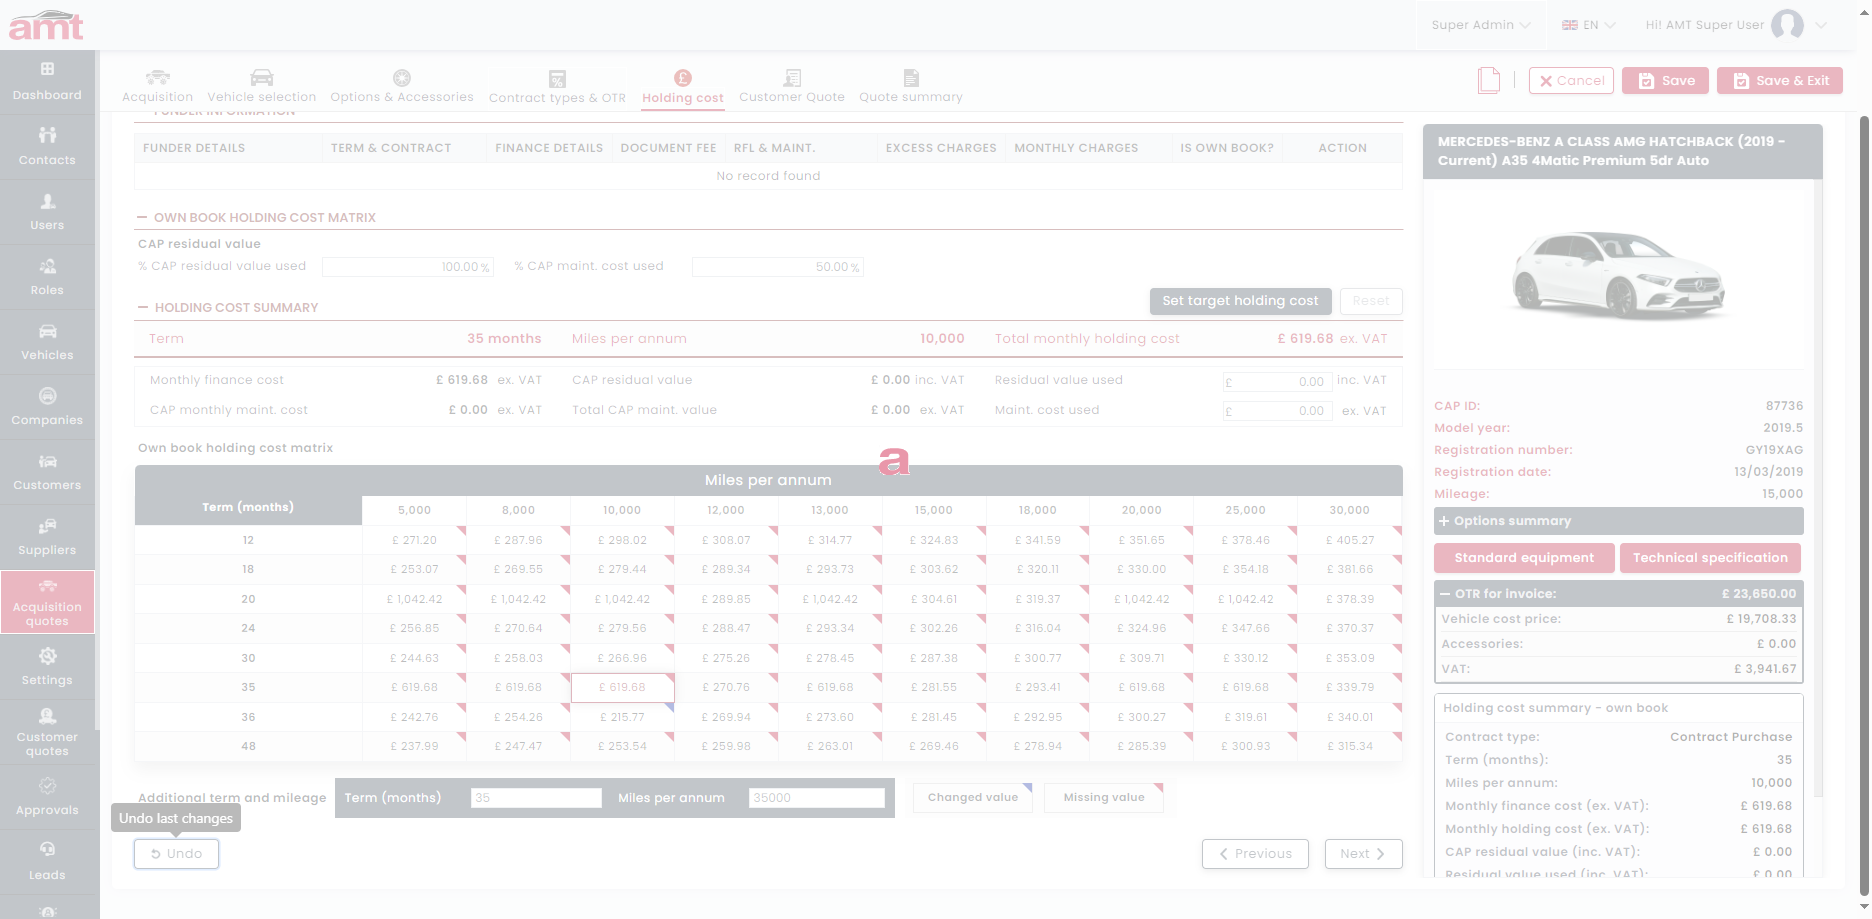 amt
Super Admin
EN
Hi! AMT Super User
Dashboard
Contacts
Users
Roles
Vehicles
Companies
Customers
Suppliers
Acquisition
quotes
Settings
Customer
quotes
Approvals
Leads
Acquisition
Vehicle selection
Options & Accessories
Contract types & OTR
Holding cost
Customer Quote
Quote summary
Cancel
Save
Save & Exit
FUNDER INFORMATION
FUNDER DETAILS TERM & CONTRACT FINANCE DETAILS DOCUMENT FEE RFL & MAINT. EXCESS CHARGES MONTHLY CHARGES IS OWN BOOK? ACTION
No record found
OWN BOOK HOLDING COST MATRIX
CAP residual value
% CAP residual value used 100.00 % % CAP maint. cost used 50.00 %
HOLDING COST SUMMARY
Set target holding cost Reset
Term 35 months Miles per annum 10,000 Total monthly holding cost £ 619.68 ex. VAT
Monthly finance cost £ 619.68 ex. VAT CAP residual value £ 0.00 inc. VAT Residual value used £ 0.00 inc. VAT
CAP monthly maint. cost £ 0.00 ex. VAT Total CAP maint. value £ 0.00 ex. VAT Maint. cost used £ 0.00 ex. VAT
Own book holding cost matrix
a
Miles per annum
Term (months) 5,000 8,000 10,000 12,000 13,000 15,000 18,000 20,000 25,000 30,000
12 £ 271.20 £ 287.96 £ 298.02 £ 308.07 £ 314.77 £ 324.83 £ 341.59 £ 351.65 £ 378.46 £ 405.27
18 £ 253.07 £ 269.55 £ 279.44 £ 289.34 £ 293.73 £ 303.62 £ 320.11 £ 330.00 £ 354.18 £ 381.66
20 £ 1,042.42 £ 1,042.42 £ 1,042.42 £ 289.85 £ 1,042.42 £ 304.61 £ 319.37 £ 1,042.42 £ 1,042.42 £ 378.39
24 £ 256.85 £ 270.64 £ 279.56 £ 288.47 £ 293.34 £ 302.26 £ 316.04 £ 324.96 £ 347.66 £ 370.37
30 £ 244.63 £ 258.03 £ 266.96 £ 275.26 £ 278.45 £ 287.38 £ 300.77 £ 309.71 £ 330.12 £ 353.09
35 £ 619.68 £ 619.68 £ 619.68 £ 270.76 £ 619.68 £ 281.55 £ 293.41 £ 619.68 £ 619.68 £ 339.79
36 £ 242.76 £ 254.26 £ 215.77 £ 269.94 £ 273.60 £ 281.45 £ 292.95 £ 300.27 £ 319.61 £ 340.01
48 £ 237.99 £ 247.47 £ 253.54 £ 259.98 £ 263.01 £ 269.46 £ 278.94 £ 285.39 £ 300.93 £ 315.34
Additional term and mileage Term (months) 35 Miles per annum 35000 Changed value Missing value
Undo last changes
Undo
Previous
Next
MERCEDES-BENZ A CLASS AMG HATCHBACK (2019 -
Current) A35 4Matic Premium 5dr Auto
CAP ID: 87736
Model year: 2019.5
Registration number: GY19XAG
Registration date: 13/03/2019
Mileage: 15,000
Options summary
Standard equipment Technical specification
OTR for invoice: £ 23,650.00
Vehicle cost price: £ 19,708.33
Accessories: £ 0.00
VAT: £ 3,941.67
Holding cost summary - own book
Contract type: Contract Purchase
Term (months): 35
Miles per annum: 10,000
Monthly finance cost (ex. VAT): £ 619.68
Monthly holding cost (ex. VAT): £ 619.68
CAP residual value (inc. VAT): £ 0.00
Residual value used (inc. VAT): £ 0.00